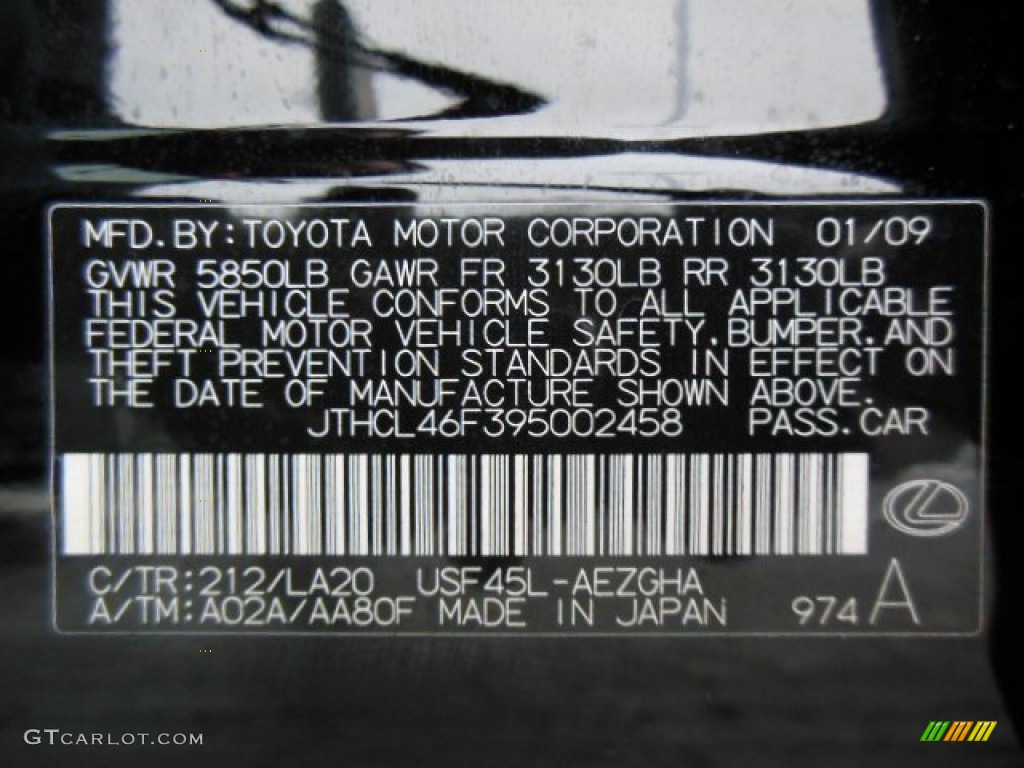 MFD.BY:TOYOTA MOTOR CORPORATION 01/09
GVWR 5850LB GAWR FR 3130LB RR 3130LB
THIS VEHICLE CONFORMS TO ALL APPLICABLE
FEDERAL MOTOR VEHICLE SAFETY.BUMPER.AND
THEFT PREVENTION STANDARDS IN EFFECT ON
THE DATE OF MANUFACTURE SHOWN ABOVE.
JTHCL46F395002458 PASS.CAR
C/TR:212/LA20 USF45L-AEZGHA
A/TM:A02A/AA80F MADE IN JAPAN 974 A
GTCARLOT.COM